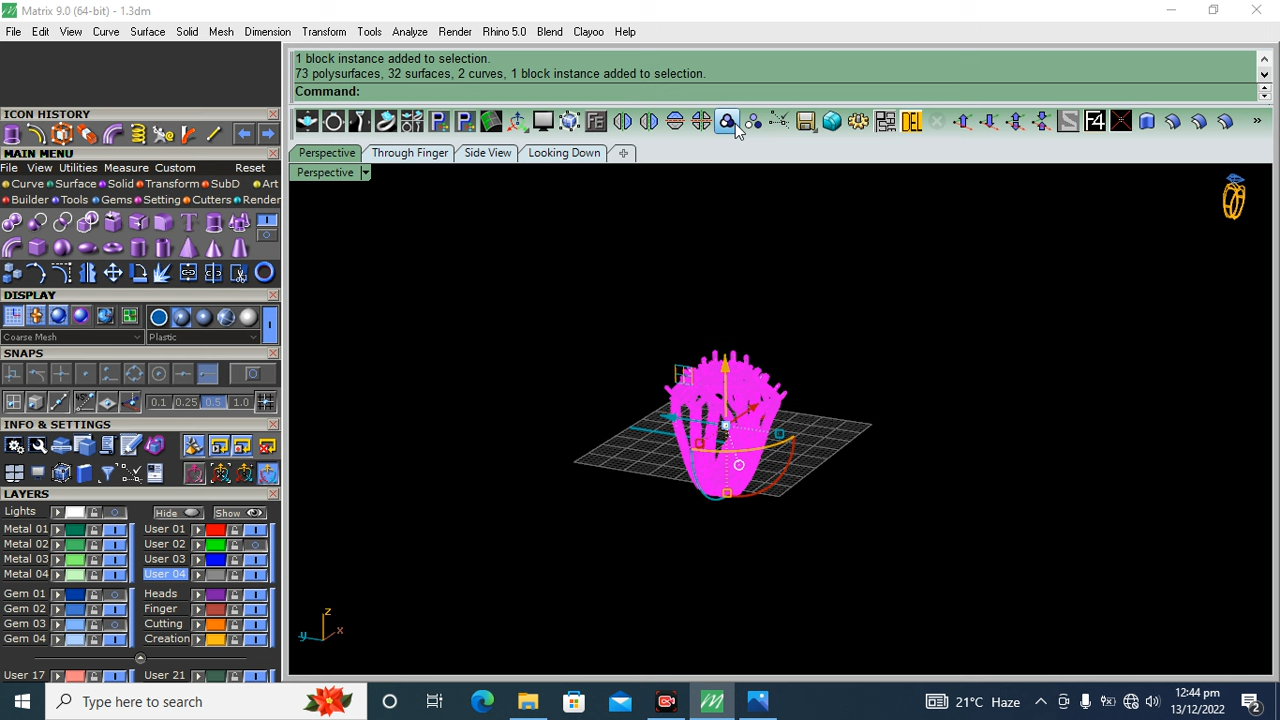 Matrix 9.0 (64-bit) - 1.3dm
File Edit View Curve Surface Solid Mesh Dimension Transform Tools Analyze Render Rhino 5.0 Blend Clayoo Help
1 block instance added to selection.
73 polysurfaces, 32 surfaces, 2 curves, 1 block instance added to selection.
Command:
ICON HISTORY
MAIN MENU
File View Utilities Measure Custom Reset
Curve Surface Solid Transform SubD Art
Builder Tools Gems Setting Cutters Render
DISPLAY
Coarse Mesh Plastic
SNAPS
0.1 0.25 0.5 1.0
INFO & SETTINGS
LAYERS
Lights Hide Show
Metal 01 User 01
Metal 02 User 02
Metal 03 User 03
Metal 04 User 04
Gem 01 Heads
Gem 02 Finger
Gem 03 Cutting
Gem 04 Creation
User 17 User 21
P P FE DEL S F4 »
Perspective Through Finger Side View Looking Down
Perspective
z
y x
Type here to search
21°C Haze
12:44 pm
13/12/2022
2